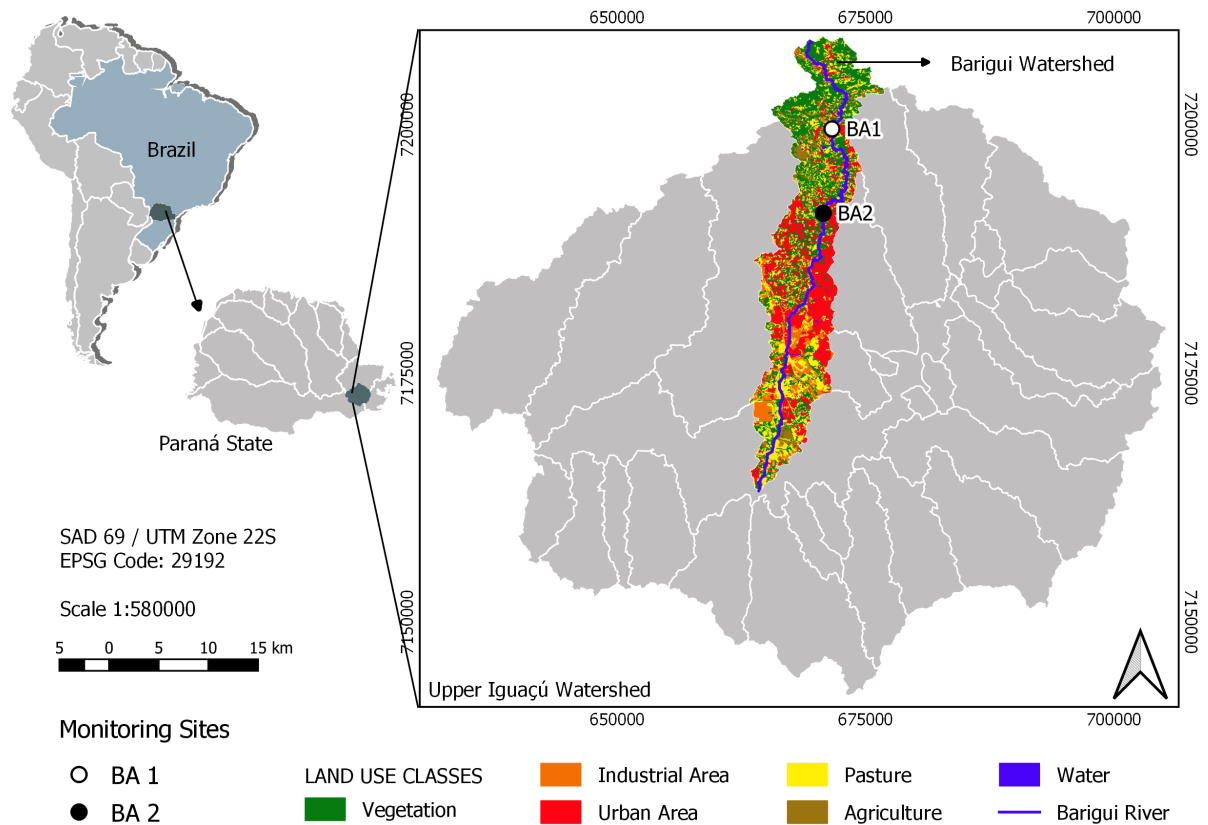 650000
675000
700000
Barigui Watershed
Brazil
7200000
7200000
BA1
BA2
7175000
7175000
Paraná State
SAD 69 / UTM Zone 22S
EPSG Code: 29192
Scale 1:580000
7150000
7150000
5 0 5 10 15 km
Upper Iguaçú Watershed
650000
675000
700000
Monitoring Sites
BA 1
BA 2
LAND USE CLASSES
Vegetation
Industrial Area
Urban Area
Pasture
Agriculture
Water
Barigui River